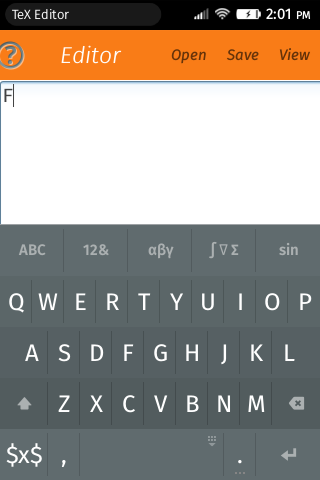 TeX Editor 2:01 PM
? Editor Open Save View
F
ABC 12& αβγ ∫∇Σ sin
Q W E R T Y U I O P
A S D F G H J K L
Z X C V B N M
$x$ , .